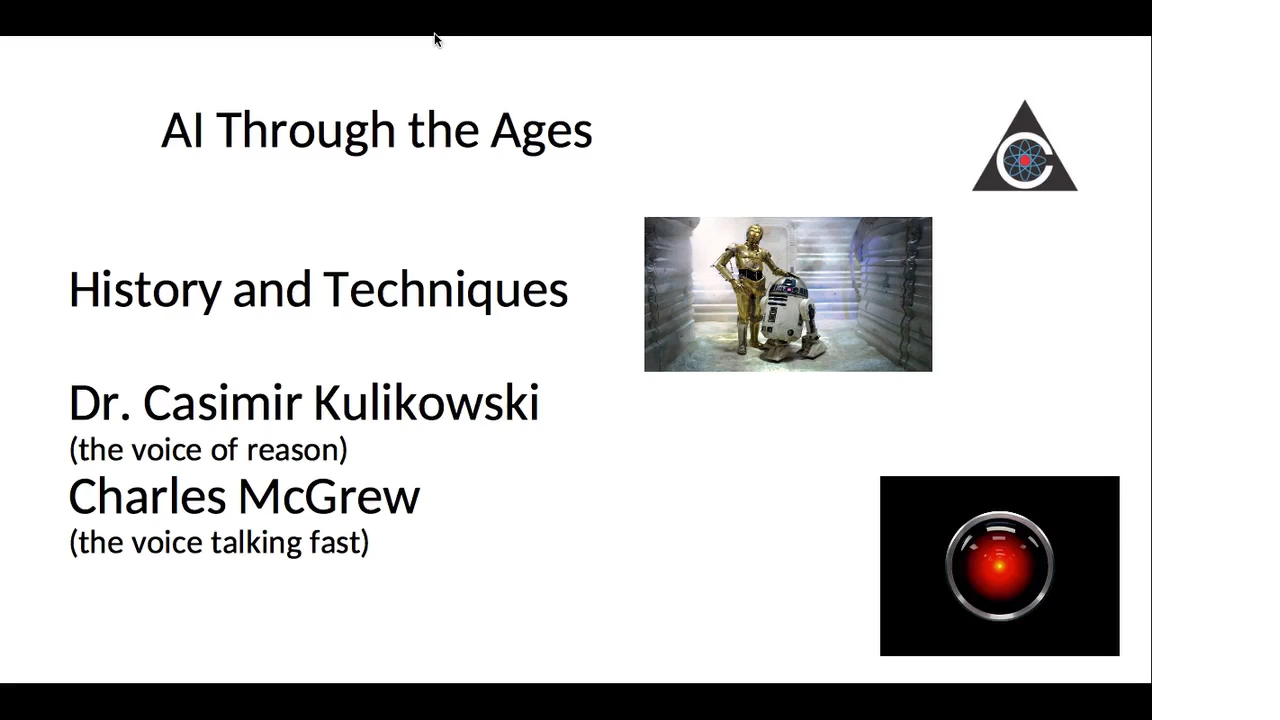 AI Through the Ages
History and Techniques
Dr. Casimir Kulikowski
(the voice of reason)
Charles McGrew
(the voice talking fast)